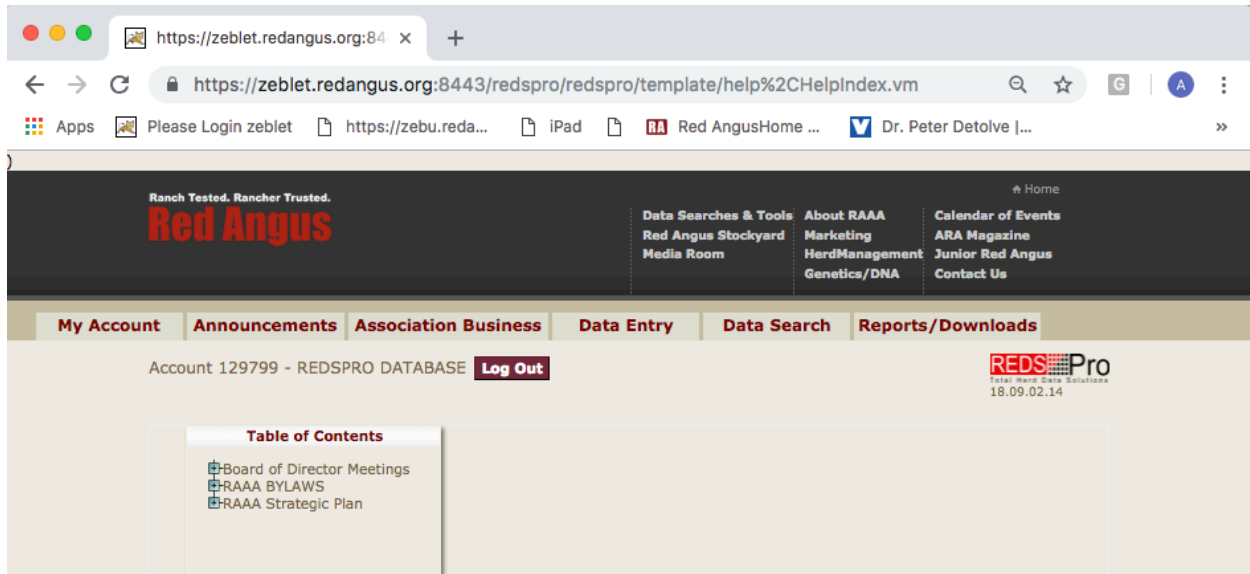 https://zeblet.redangus.org:84
https://zeblet.redangus.org:8443/redspro/redspro/template/help%2CHelpIndex.vm
G
A
Apps Please Login zeblet https://zebu.reda... iPad RA Red AngusHome ... V Dr. Peter Detolve |... »
)
Home
Ranch Tested. Rancher Trusted.
Red Angus
Data Searches & Tools About RAAA Calendar of Events
Red Angus Stockyard Marketing ARA Magazine
Media Room HerdManagement Junior Red Angus
Genetics/DNA Contact Us
My Account Announcements Association Business Data Entry Data Search Reports/Downloads
Account 129799 - REDSPRO DATABASE Log Out
REDS Pro
Total Herd Data Solutions
18.09.02.14
Table of Contents
Board of Director Meetings
RAAA BYLAWS
RAAA Strategic Plan